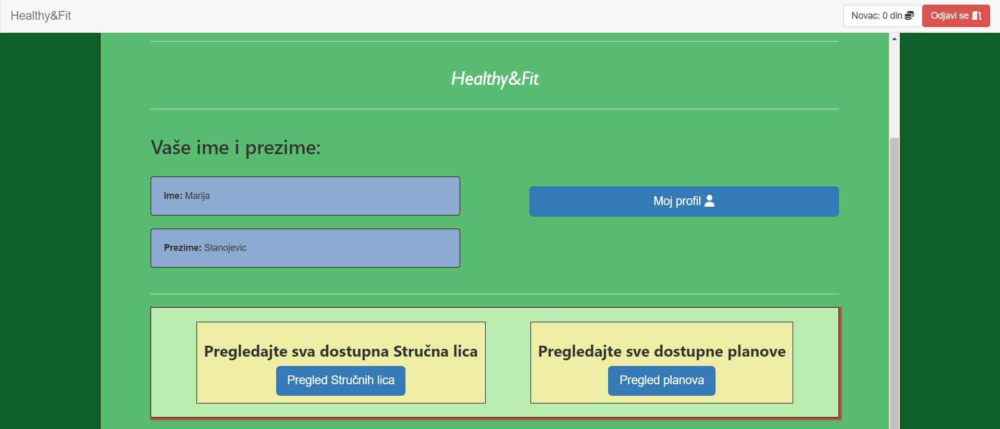 Healthy&Fit
Novac: 0 din
Odjavi se
Healthy&Fit
Vaše ime i prezime:
Ime: Marija
Moj profil
Prezime: Stanojevic
Pregledajte sva dostupna Stručna lica
Pregled Stručnih lica
Pregledajte sve dostupne planove
Pregled planova